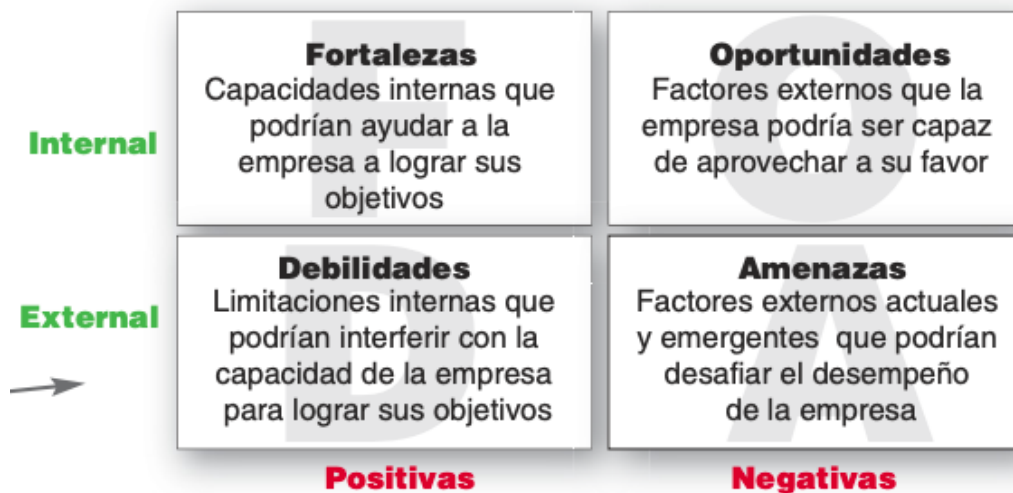 Internal
Fortalezas
Capacidades internas que
podrían ayudar a la
empresa a lograr sus
objetivos
Oportunidades
Factores externos que la
empresa podría ser capaz
de aprovechar a su favor
External
Debilidades
Limitaciones internas que
podrían interferir con la
capacidad de la empresa
para lograr sus objetivos
Amenazas
Factores externos actuales
y emergentes que podrían
desafiar el desempeño
de la empresa
Positivas
Negativas
F
O
D
A